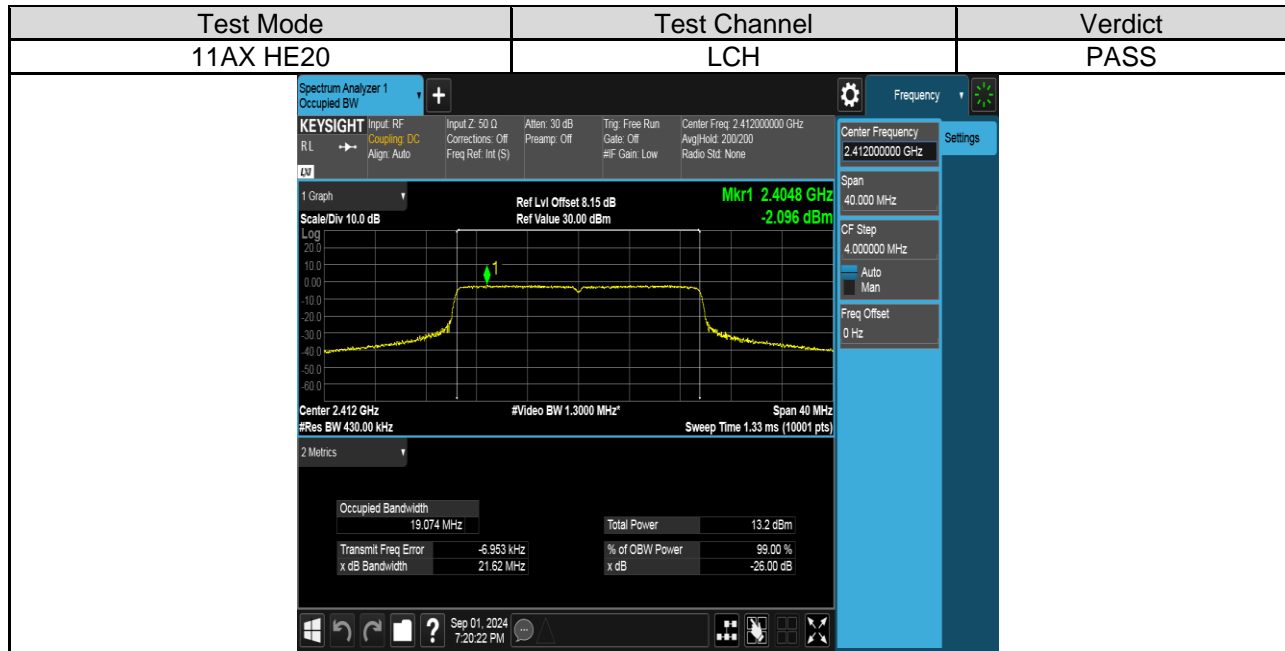 Test Mode Test Channel Verdict
11AX HE20 LCH PASS
Spectrum Analyzer 1
Occupied BW
+
Frequency
KEYSIGHT Input: RF Input Z: 50 Ω Atten: 30 dB Trig: Free Run Center Freq: 2.412000000 GHz
RL Coupling: DC Corrections: Off Preamp: Off Gate: Off Avg|Hold: 200/200
Align: Auto Freq Ref: Int (S) #IF Gain: Low Radio Std: None
LXI
Center Frequency
2.412000000 GHz
Settings
Span
40.000 MHz
CF Step
4.000000 MHz
Auto
Man
Freq Offset
0 Hz
1 Graph Ref Lvl Offset 8.15 dB Mkr1 2.4048 GHz
Scale/Div 10.0 dB Ref Value 30.00 dBm -2.096 dBm
Log
20.0
10.0
1
0.00
-10.0
-20.0
-30.0
-40.0
-50.0
-60.0
Center 2.412 GHz #Video BW 1.3000 MHz* Span 40 MHz
#Res BW 430.00 kHz Sweep Time 1.33 ms (10001 pts)
2 Metrics
Occupied Bandwidth
19.074 MHz Total Power 13.2 dBm
Transmit Freq Error -6.953 kHz % of OBW Power 99.00 %
x dB Bandwidth 21.62 MHz x dB -26.00 dB
? Sep 01, 2024
7:20:22 PM